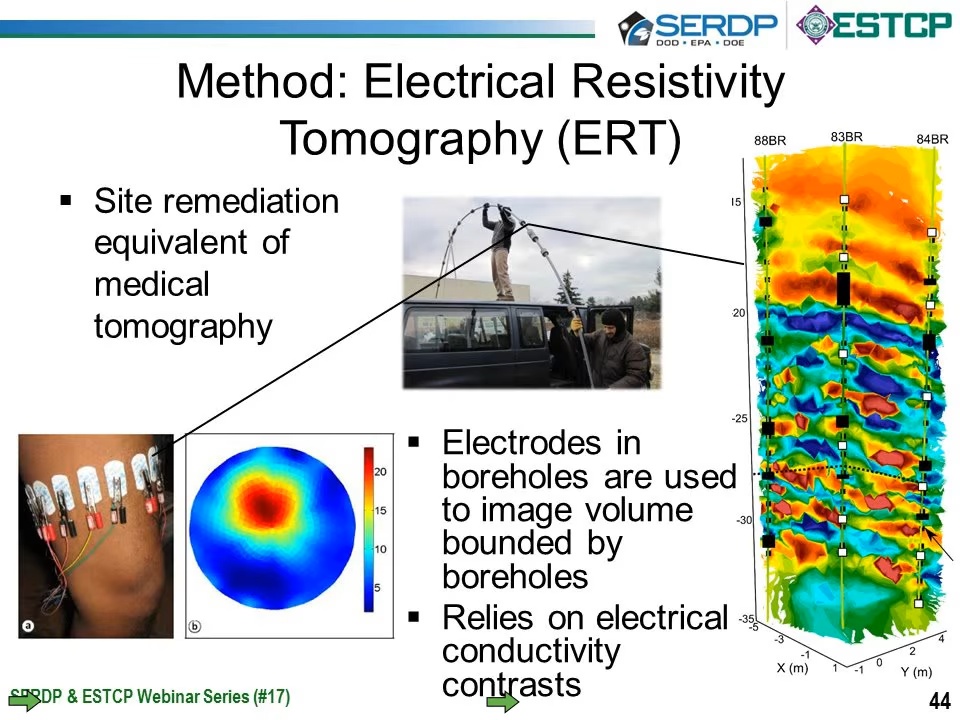 SERDP
DOD • EPA • DOE
ESTCP
Method: Electrical Resistivity
Tomography (ERT)
▪ Site remediation
equivalent of
medical
tomography
88BR
83BR
84BR
15
-20
-25
-30
-35
-5
-3
-1
1
X (m)
-1
0
2
4
Y (m)
a
b
20
15
10
5
▪ Electrodes in
boreholes are used
to image volume
bounded by
boreholes
▪ Relies on electrical
conductivity
contrasts
SERDP & ESTCP Webinar Series (#17)
44